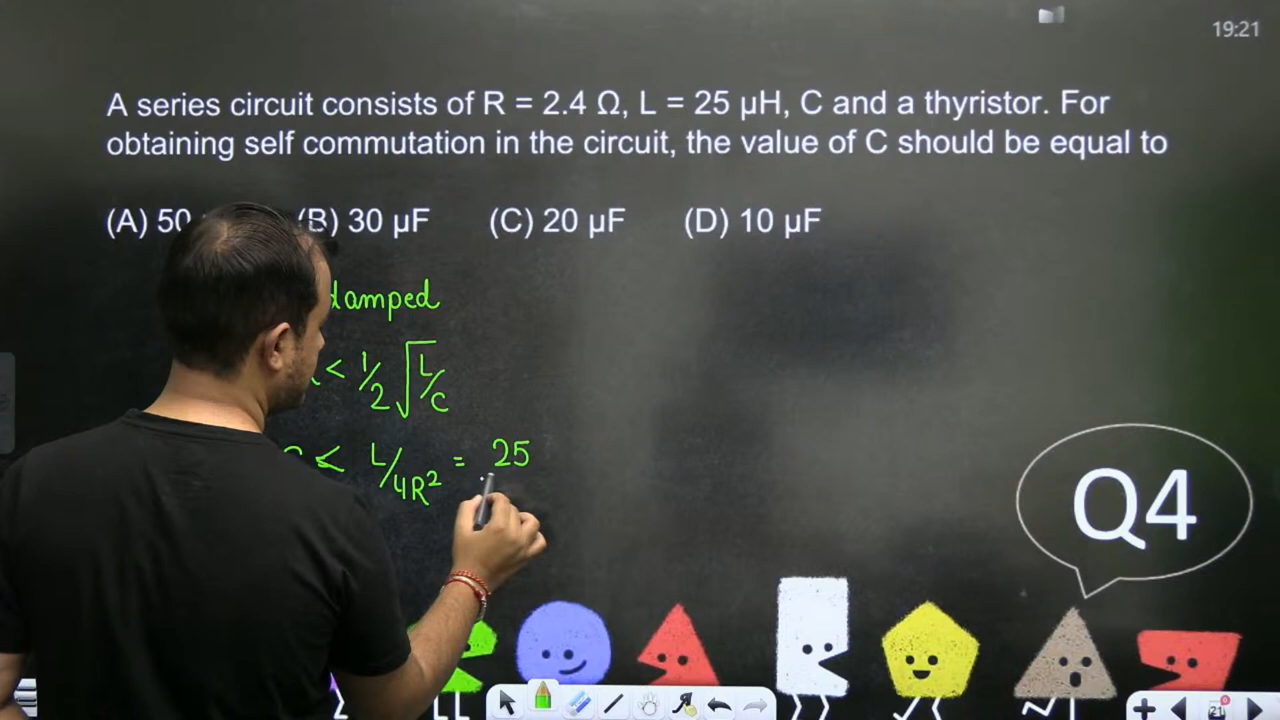 19:21
A series circuit consists of R = 2.4 Ω, L = 25 μH, C and a thyristor. For
obtaining self commutation in the circuit, the value of C should be equal to
(A) 50 (B) 30 μF (C) 20 μF (D) 10 μF
damped
< 1/2 √L/C
< L/4R² = 25
Q4
21